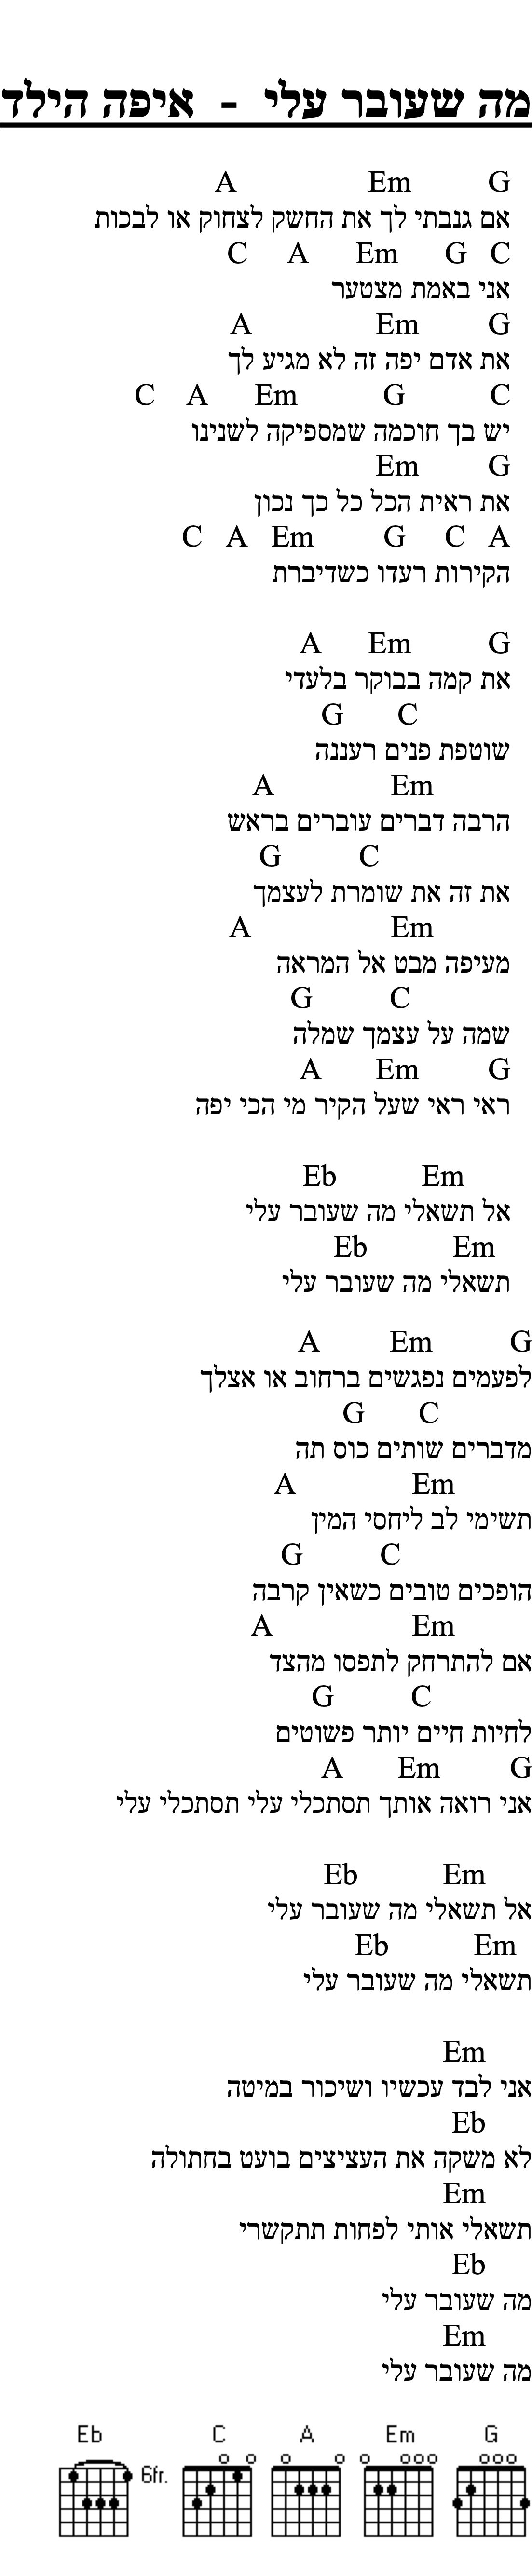 מה שעובר עלי - איפה הילד
A Em G
אם גנבתי לך את החשק לצחוק או לבכות
C A Em G C
אני באמת מצטער
A Em G
את אדם יפה זה לא מגיע לך
C A Em G C
יש בך חוכמה שמספיקה לשנינו
Em G
את ראית הכל כל כך נכון
C A Em G C A
הקירות רעדו כשדיברת
A Em G
את קמה בבוקר בלעדי
G C
שוטפת פנים רעננה
A Em
הרבה דברים עוברים בראש
G C
את זה את שומרת לעצמך
A Em
מעיפה מבט אל המראה
G C
שמה על עצמך שמלה
A Em G
ראי ראי שעל הקיר מי הכי יפה
Eb Em
אל תשאלי מה שעובר עלי
Eb Em
תשאלי מה שעובר עלי
A Em G
לפעמים נפגשים ברחוב או אצלך
G C
מדברים שותים כוס תה
A Em
תשימי לב ליחסי המין
G C
הופכים טובים כשאין קרבה
A Em
אם להתרחק לתפסו מהצד
G C
לחיות חיים יותר פשוטים
A Em G
אני רואה אותך תסתכלי עלי תסתכלי עלי
Eb Em
אל תשאלי מה שעובר עלי
Eb Em
תשאלי מה שעובר עלי
Em
אני לבד עכשיו ושיכור במיטה
Eb
לא משקה את העציצים בועט בחתולה
Em
תשאלי אותי לפחות תתקשרי
Eb
מה שעובר עלי
Em
מה שעובר עלי
Eb C A Em G
6fr.